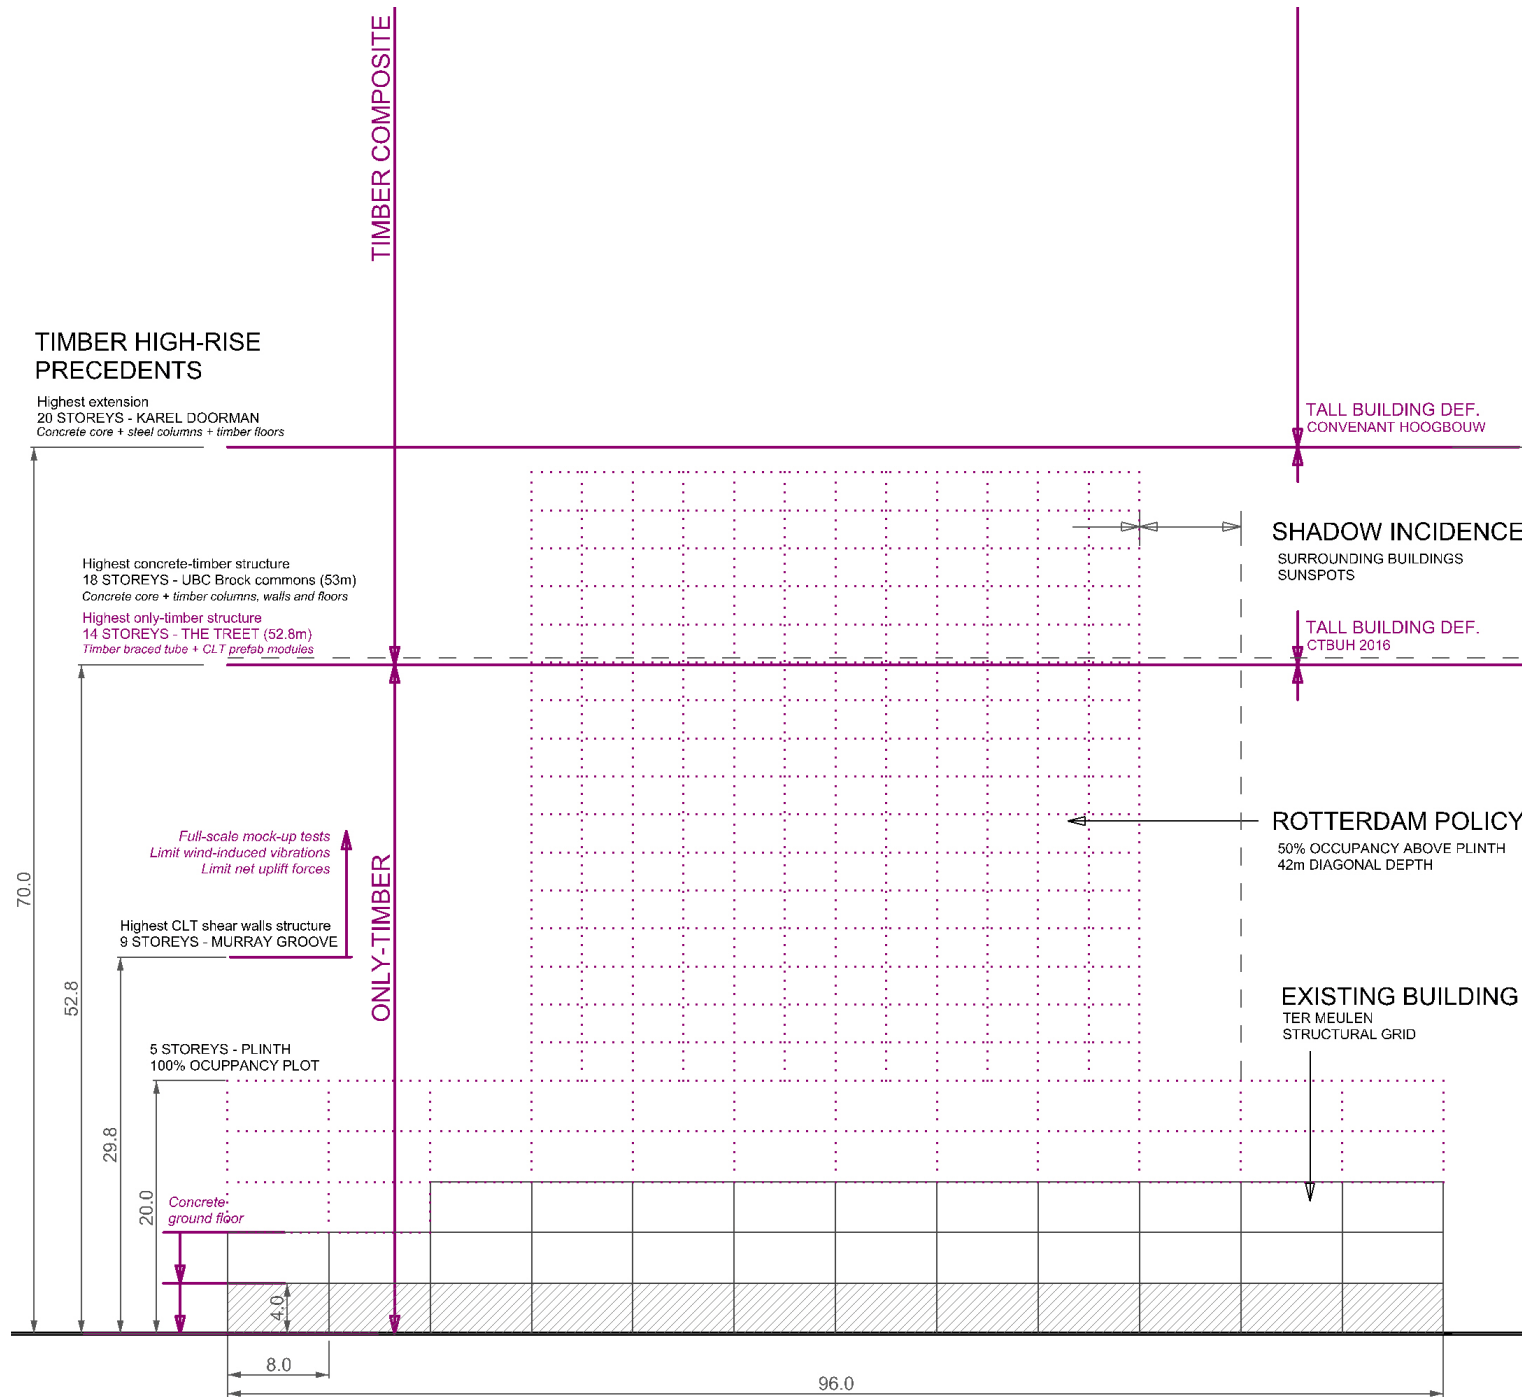 TIMBER COMPOSITE
TIMBER HIGH-RISE
PRECEDENTS
Highest extension
20 STOREYS - KAREL DOORMAN
Concrete core + steel columns + timber floors
TALL BUILDING DEF.
CONVENANT HOOGBOUW
SHADOW INCIDENCE
SURROUNDING BUILDINGS
SUNSPOTS
Highest concrete-timber structure
18 STOREYS - UBC Brock commons (53m)
Concrete core + timber columns, walls and floors
Highest only-timber structure
14 STOREYS - THE TREET (52.8m)
Timber braced tube + CLT prefab modules
TALL BUILDING DEF.
CTBUH 2016
ROTTERDAM POLICY
50% OCCUPANCY ABOVE PLINTH
42m DIAGONAL DEPTH
Full-scale mock-up tests
Limit wind-induced vibrations
Limit net uplift forces
ONLY-TIMBER
Highest CLT shear walls structure
9 STOREYS - MURRAY GROOVE
EXISTING BUILDING
TER MEULEN
STRUCTURAL GRID
5 STOREYS - PLINTH
100% OCUPPANCY PLOT
Concrete
ground floor
70.0
52.8
29.8
20.0
4.0
8.0
96.0